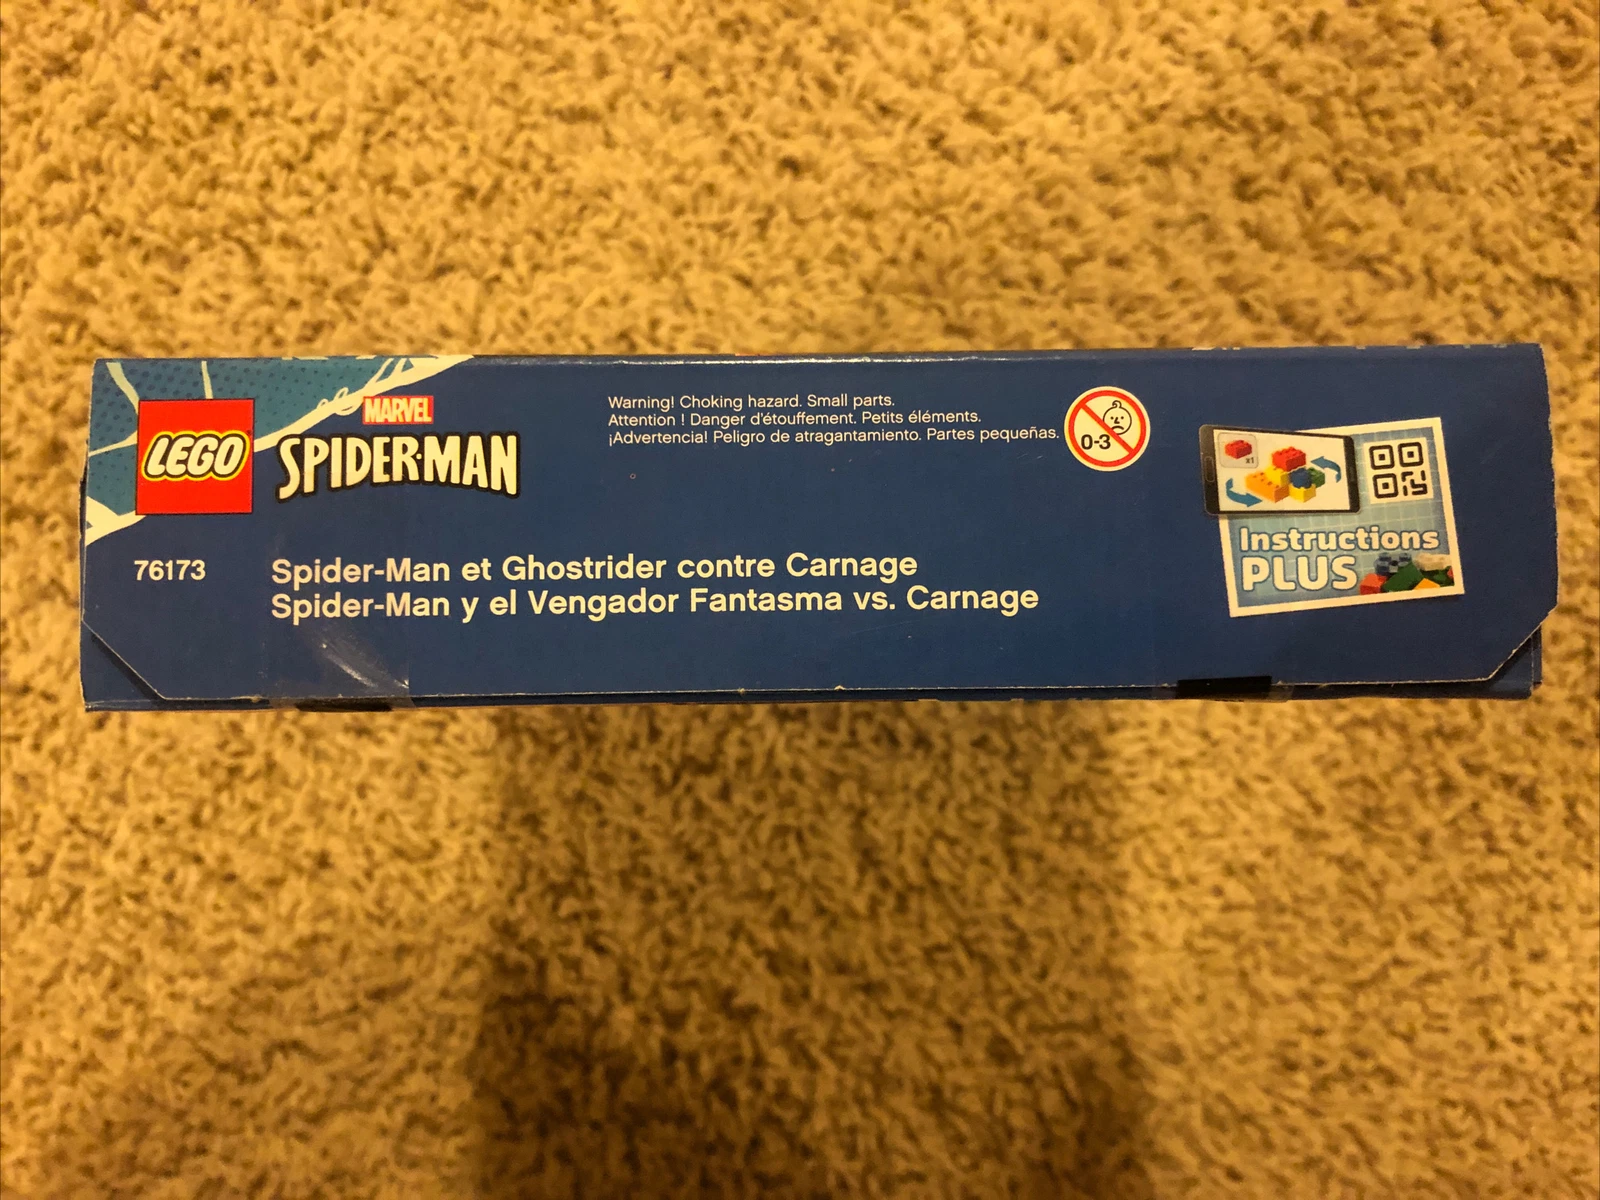 LEGO
MARVEL
SPIDER-MAN
Warning! Choking hazard. Small parts.
Attention ! Danger d'étouffement. Petits éléments.
¡Advertencia! Peligro de atragantamiento. Partes pequeñas.
0-3
x1
Instructions
PLUS
76173
Spider-Man et Ghostrider contre Carnage
Spider-Man y el Vengador Fantasma vs. Carnage